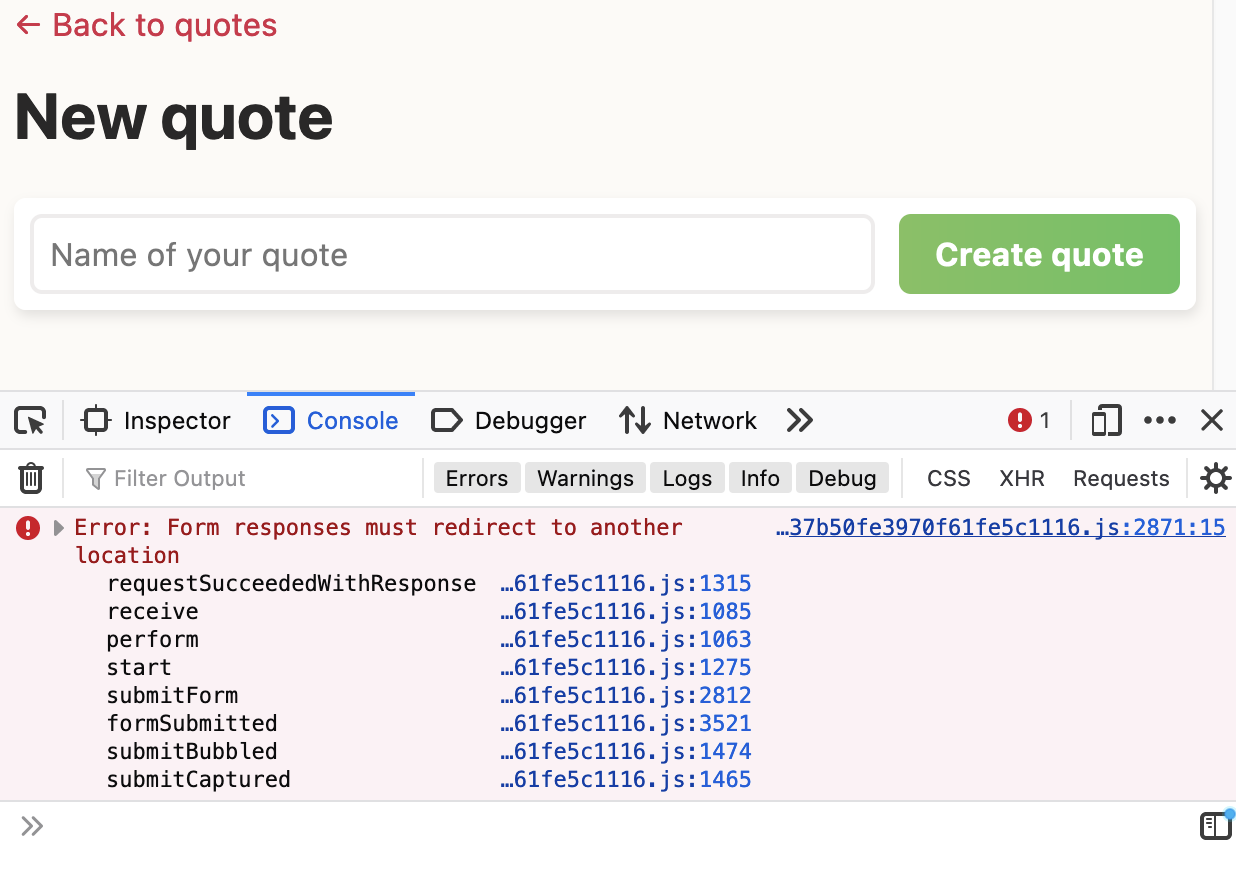 ← Back to quotes
New quote
Name of your quote
Create quote
Inspector Console Debugger Network 1
Filter Output Errors Warnings Logs Info Debug CSS XHR Requests
Error: Form responses must redirect to another …37b50fe3970f61fe5c1116.js:2871:15
location
requestSucceededWithResponse …61fe5c1116.js:1315
receive …61fe5c1116.js:1085
perform …61fe5c1116.js:1063
start …61fe5c1116.js:1275
submitForm …61fe5c1116.js:2812
formSubmitted …61fe5c1116.js:3521
submitBubbled …61fe5c1116.js:1474
submitCaptured …61fe5c1116.js:1465